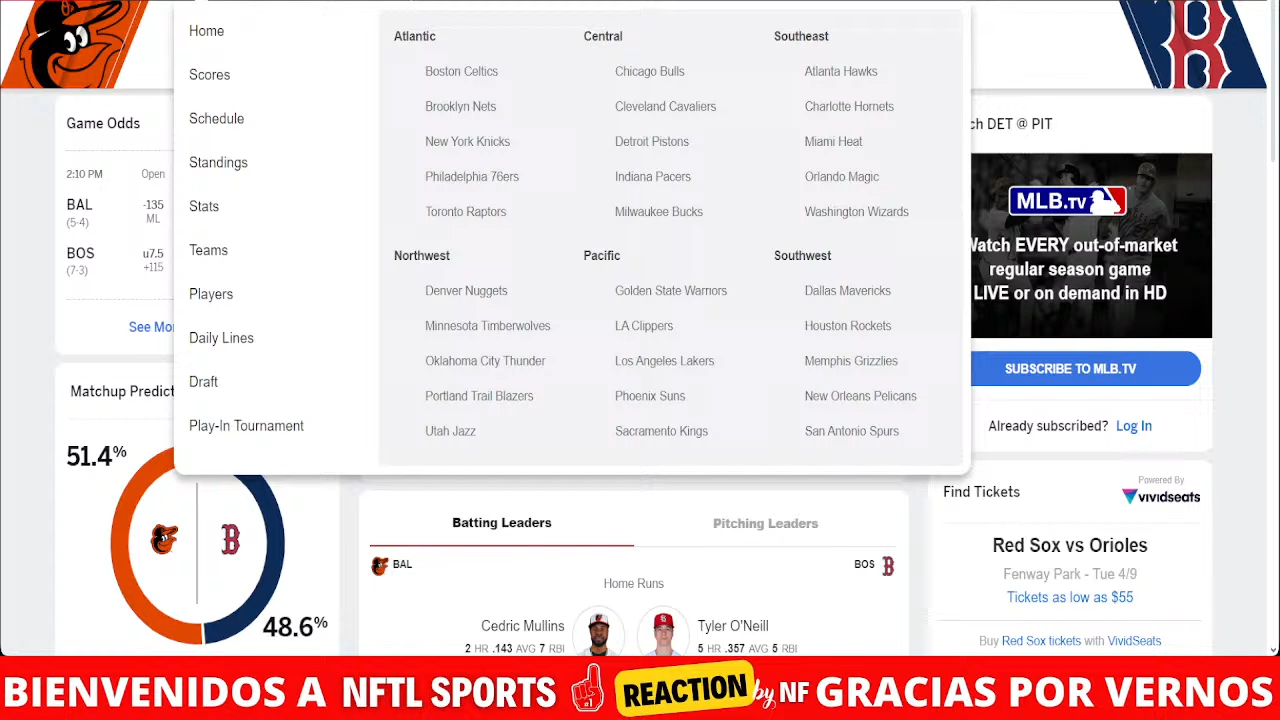 Home
Scores
Schedule
Standings
Stats
Teams
Players
Daily Lines
Draft
Play-In Tournament
Atlantic
Boston Celtics
Brooklyn Nets
New York Knicks
Philadelphia 76ers
Toronto Raptors
Central
Chicago Bulls
Cleveland Cavaliers
Detroit Pistons
Indiana Pacers
Milwaukee Bucks
Southeast
Atlanta Hawks
Charlotte Hornets
Miami Heat
Orlando Magic
Washington Wizards
Northwest
Denver Nuggets
Minnesota Timberwolves
Oklahoma City Thunder
Portland Trail Blazers
Utah Jazz
Pacific
Golden State Warriors
LA Clippers
Los Angeles Lakers
Phoenix Suns
Sacramento Kings
Southwest
Dallas Mavericks
Houston Rockets
Memphis Grizzlies
New Orleans Pelicans
San Antonio Spurs
Game Odds
2:10 PM Open
BAL -135
(5-4) ML
BOS u7.5
(7-3) +115
See Mo
Matchup Predict
51.4%
B
48.6%
Batting Leaders Pitching Leaders
BAL BOS B
Home Runs
Cedric Mullins Tyler O'Neill
2 HR .143 AVG 7 RBI 5 HR .357 AVG 5 RBI
B
ch DET @ PIT
MLB.TV
Watch EVERY out-of-market
regular season game
LIVE or on demand in HD
SUBSCRIBE TO MLB.TV
Already subscribed? Log In
Find Tickets
Powered By
vividseats
Red Sox vs Orioles
Fenway Park - Tue 4/9
Tickets as low as $55
Buy Red Sox tickets with VividSeats
BIENVENIDOS A NFTL SPORTS #1 REACTION by NF GRACIAS POR VERNOS